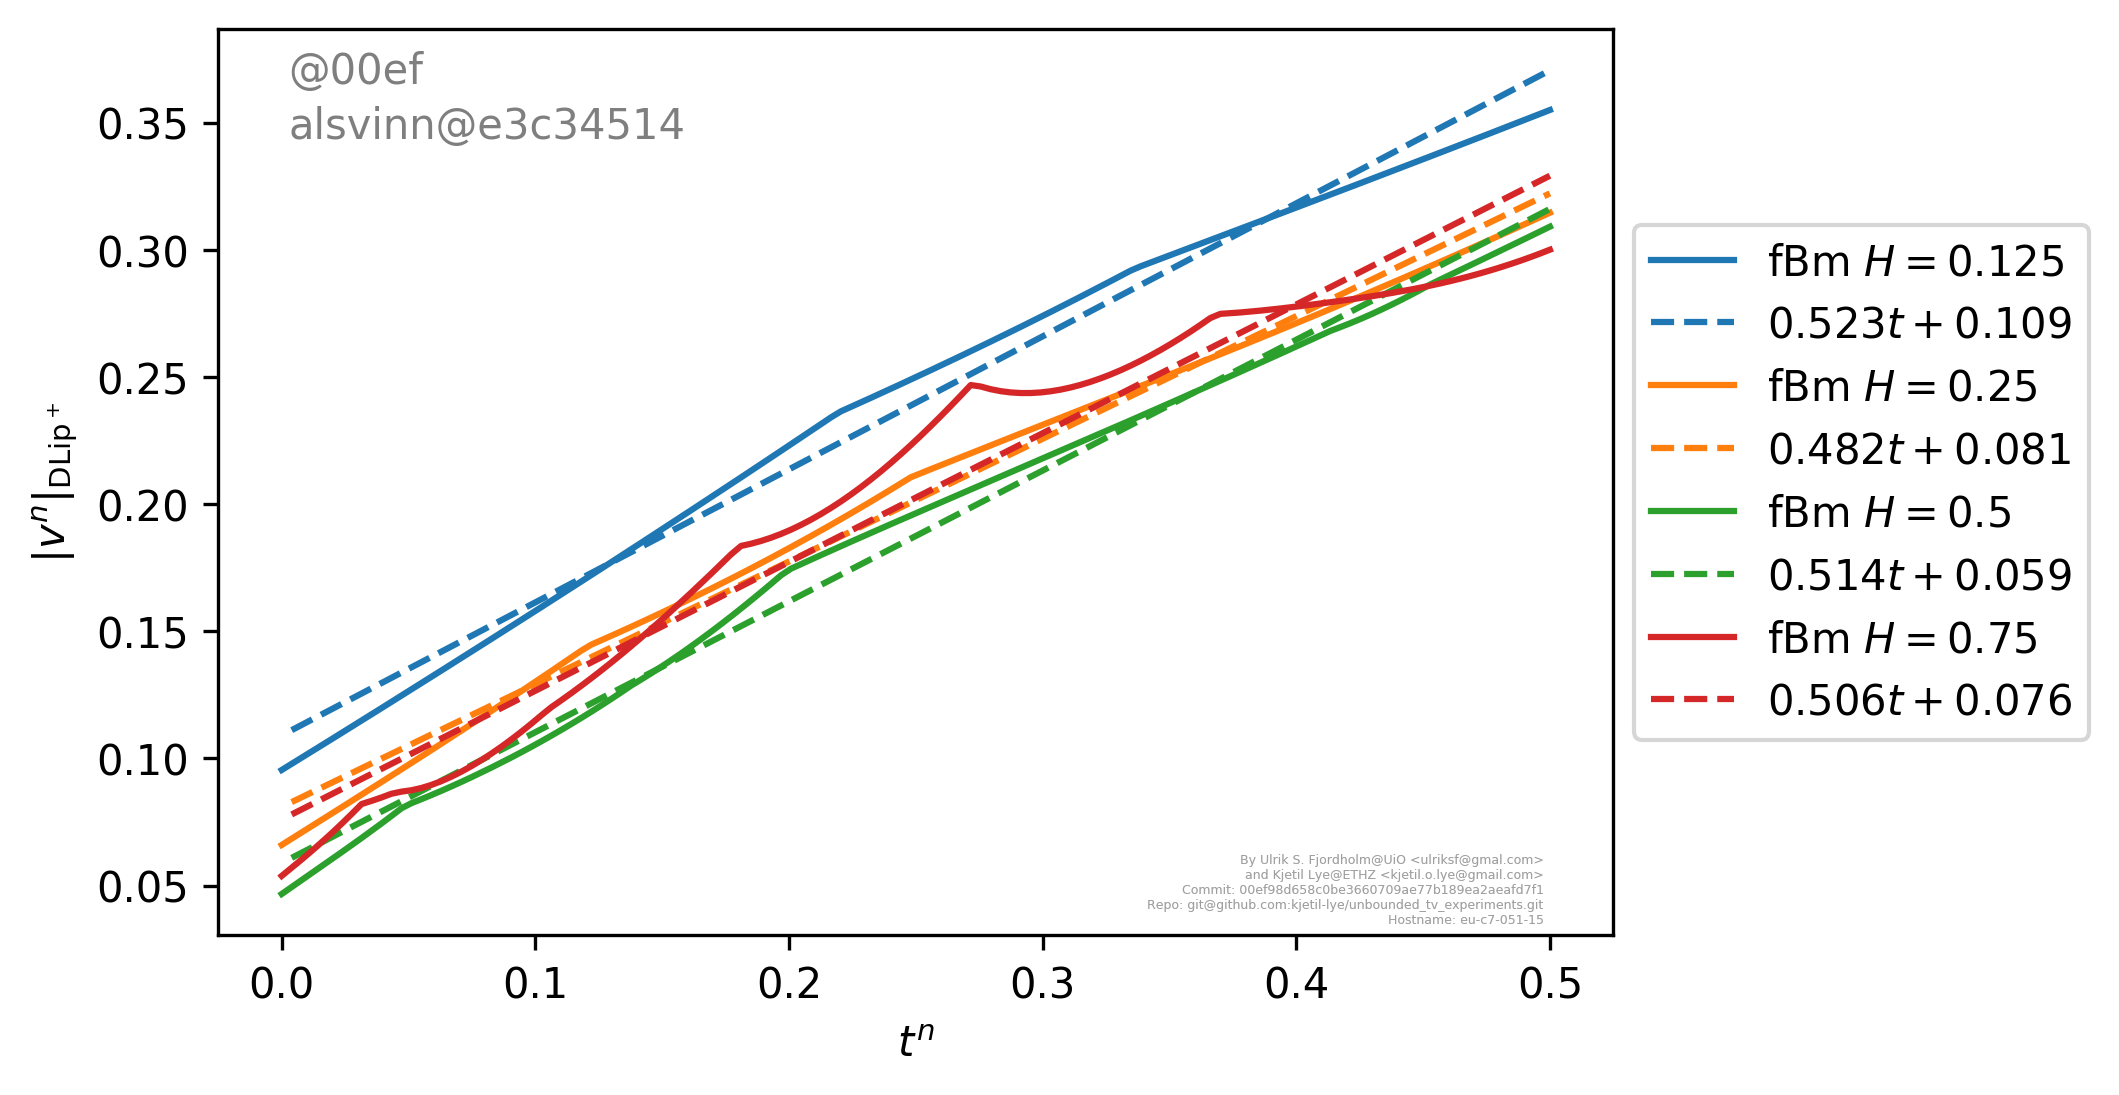 @00ef
alsvinn@e3c34514
0.35
0.30
0.25
0.20
0.15
0.10
0.05
|vⁿ|DLip⁺
0.0 0.1 0.2 0.3 0.4 0.5
tⁿ
fBm H = 0.125
0.523t + 0.109
fBm H = 0.25
0.482t + 0.081
fBm H = 0.5
0.514t + 0.059
fBm H = 0.75
0.506t + 0.076
By Ulrik S. Fjordholm@UiO <ulriksf@gmal.com>
and Kjetil Lye@ETHZ <kjetil.o.lye@gmail.com>
Commit: 00ef98d658c0be3660709ae77b189ea2aeafd7f1
Repo: git@github.com:kjetil-lye/unbounded_tv_experiments.git
Hostname: eu-c7-051-15